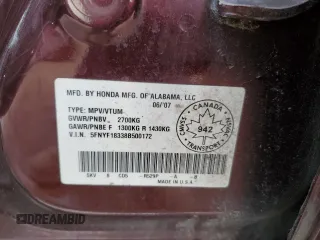 MFD. BY HONDA MFG. OF ALABAMA, LLC
06/07
TYPE: MPV/VTUM
GVWR/PNBV 2700KG
GAWR/PNBE F 1300KG R 1430KG
V.I.N. 5FNYF18338B500172
CANADA
942
MADE IN U.S.A
DREAMBID